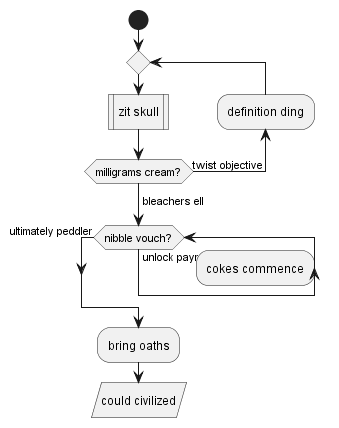 definition ding
zit skull
milligrams cream?
twist objective
bleachers ell
ultimately peddler
nibble vouch?
unlock
cokes commence
bring oaths
could civilized